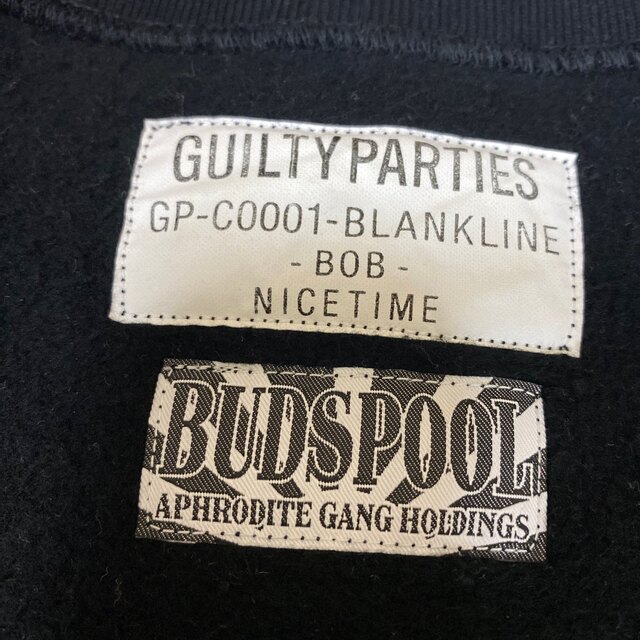 GUILTY PARTIES
GP-C0001-BLANKLINE
- BOB -
NICETIME
BUDSPOOL
APHRODITE GANG HOLDINGS